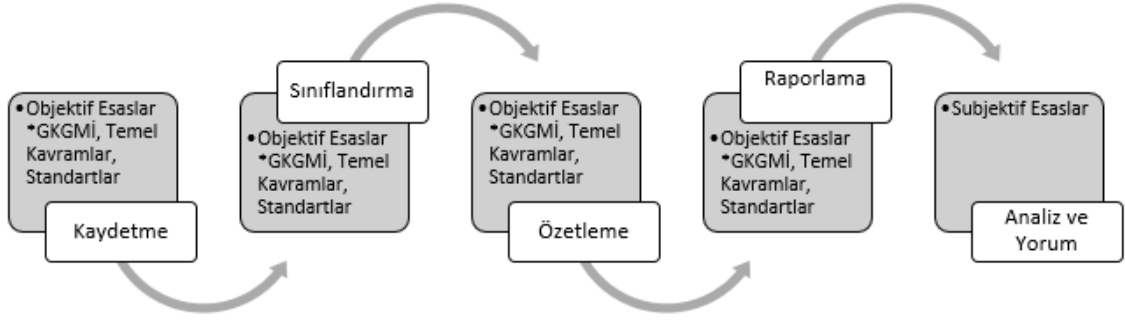 •Objektif Esaslar
*GKGMİ, Temel
Kavramlar,
Standartlar
Kaydetme
Sınıflandırma
•Objektif Esaslar
*GKGMİ, Temel
Kavramlar,
Standartlar
•Objektif Esaslar
*GKGMİ, Temel
Kavramlar,
Standartlar
Özetleme
Raporlama
•Objektif Esaslar
*GKGMİ, Temel
Kavramlar,
Standartlar
•Subjektif Esaslar
Analiz ve
Yorum